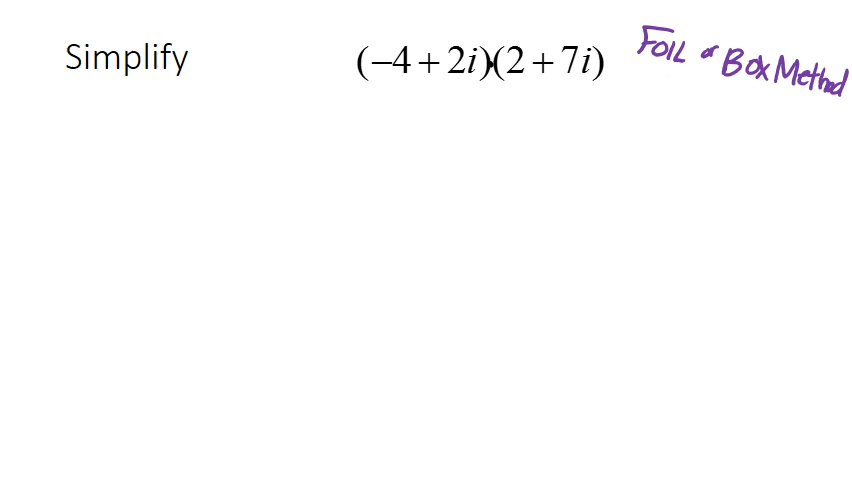 Simplify (−4 + 2i)·(2 + 7i) FOIL or Box Method